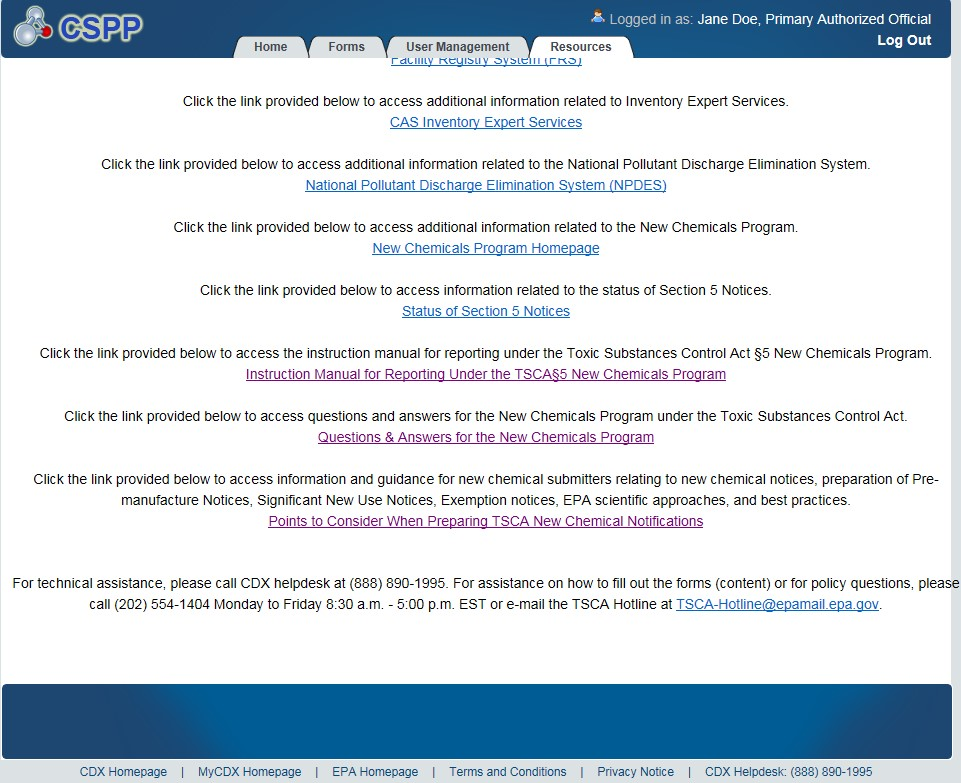 CSPP
Logged in as: Jane Doe, Primary Authorized Official
Log Out
Home
Forms
User Management
Resources
Facility Registry System (FRS)
Click the link provided below to access additional information related to Inventory Expert Services.
CAS Inventory Expert Services
Click the link provided below to access additional information related to the National Pollutant Discharge Elimination System.
National Pollutant Discharge Elimination System (NPDES)
Click the link provided below to access additional information related to the New Chemicals Program.
New Chemicals Program Homepage
Click the link provided below to access information related to the status of Section 5 Notices.
Status of Section 5 Notices
Click the link provided below to access the instruction manual for reporting under the Toxic Substances Control Act §5 New Chemicals Program.
Instruction Manual for Reporting Under the TSCA§5 New Chemicals Program
Click the link provided below to access questions and answers for the New Chemicals Program under the Toxic Substances Control Act.
Questions & Answers for the New Chemicals Program
Click the link provided below to access information and guidance for new chemical submitters relating to new chemical notices, preparation of Pre-
manufacture Notices, Significant New Use Notices, Exemption notices, EPA scientific approaches, and best practices.
Points to Consider When Preparing TSCA New Chemical Notifications
For technical assistance, please call CDX helpdesk at (888) 890-1995. For assistance on how to fill out the forms (content) or for policy questions, please
call (202) 554-1404 Monday to Friday 8:30 a.m. - 5:00 p.m. EST or e-mail the TSCA Hotline at TSCA-Hotline@epamail.epa.gov.
CDX Homepage | MyCDX Homepage | EPA Homepage | Terms and Conditions | Privacy Notice | CDX Helpdesk: (888) 890-1995